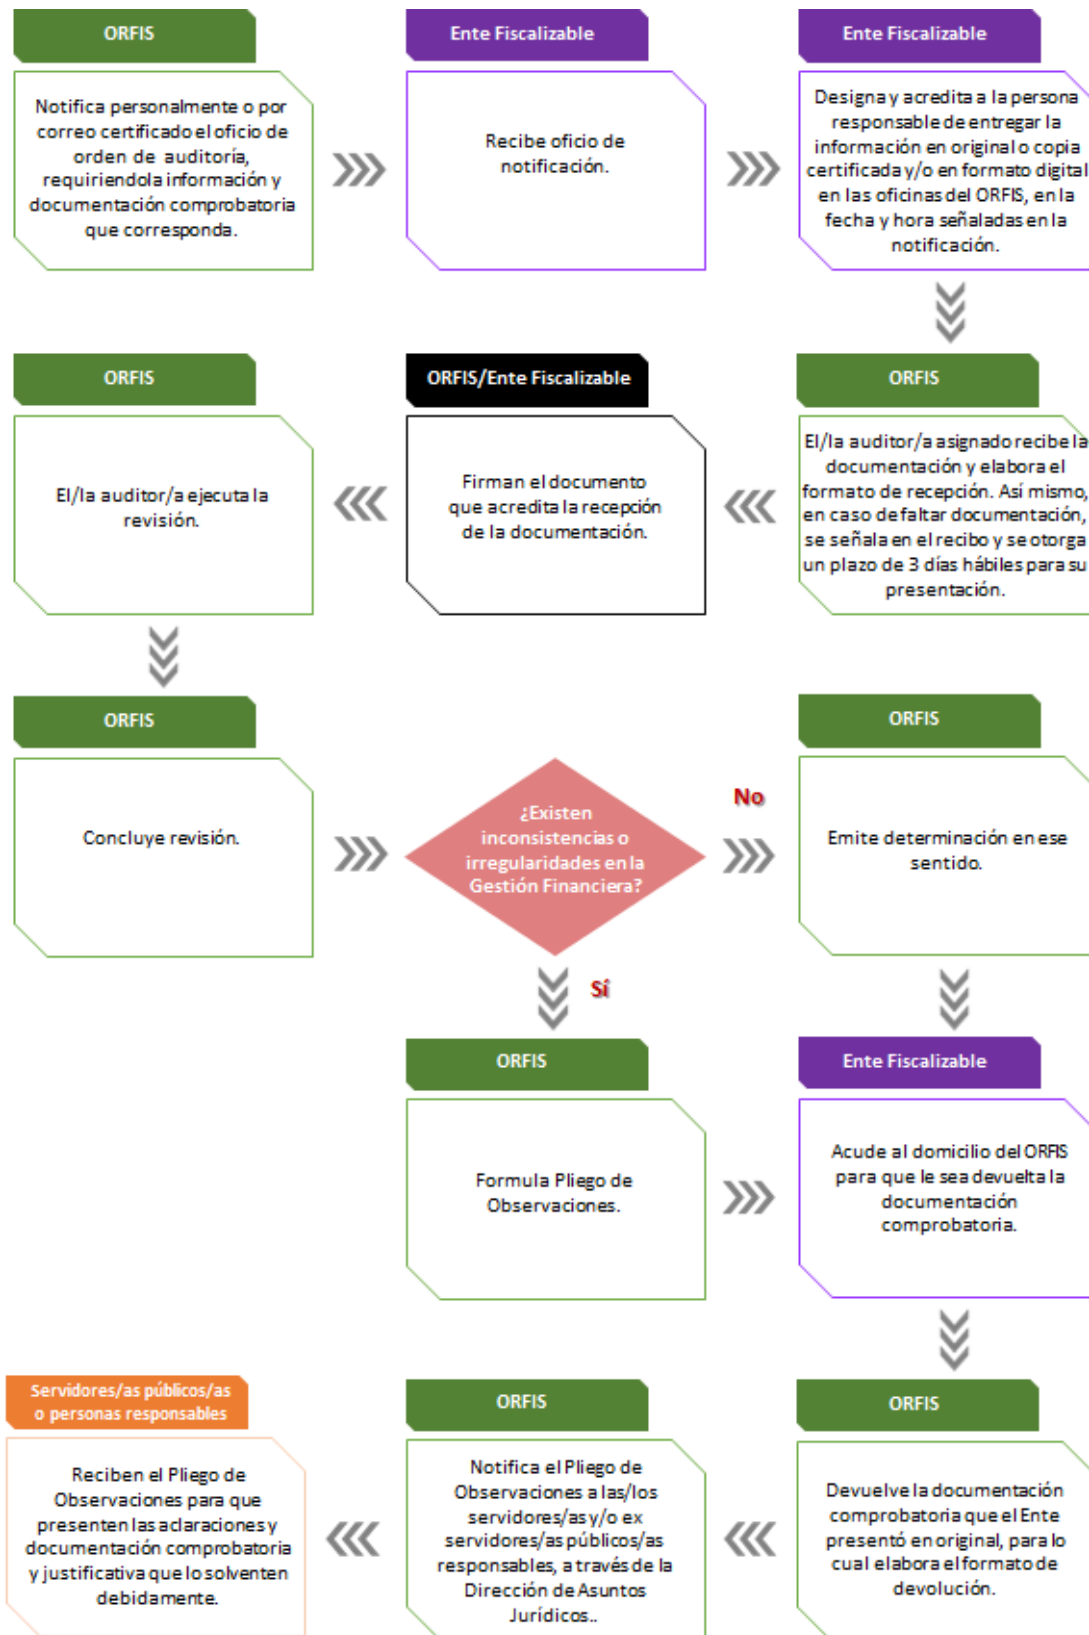 ORFIS
Notifica personalmente o por
correo certificado el oficio de
orden de auditoría,
requiriendola información y
documentación comprobatoria
que corresponda.
Ente Fiscalizable
Recibe oficio de
notificación.
Ente Fiscalizable
Designa y acredita a la persona
responsable de entregar la
información en original o copia
certificada y/o en formato digital
en las oficinas del ORFIS, en la
fecha y hora señaladas en la
notificación.
ORFIS
El/la auditor/a asignado recibe la
documentación y elabora el
formato de recepción. Así mismo,
en caso de faltar documentación,
se señala en el recibo y se otorga
un plazo de 3 días hábiles para su
presentación.
ORFIS/Ente Fiscalizable
Firman el documento
que acredita la recepción
de la documentación.
ORFIS
El/la auditor/a ejecuta la
revisión.
ORFIS
Concluye revisión.
¿Existen
inconsistencias o
irregularidades en la
Gestión Financiera?
No
ORFIS
Emite determinación en ese
sentido.
Sí
ORFIS
Formula Pliego de
Observaciones.
Ente Fiscalizable
Acude al domicilio del ORFIS
para que le sea devuelta la
documentación
comprobatoria.
ORFIS
Devuelve la documentación
comprobatoria que el Ente
presentó en original, para lo
cual elabora el formato de
devolución.
ORFIS
Notifica el Pliego de
Observaciones a las/los
servidores/as y/o ex
servidores/as públicos/as
responsables, a través de la
Dirección de Asuntos
Jurídicos..
Servidores/as públicos/as
o personas responsables
Reciben el Pliego de
Observaciones para que
presenten las aclaraciones y
documentación comprobatoria
y justificativa que lo solventen
debidamente.